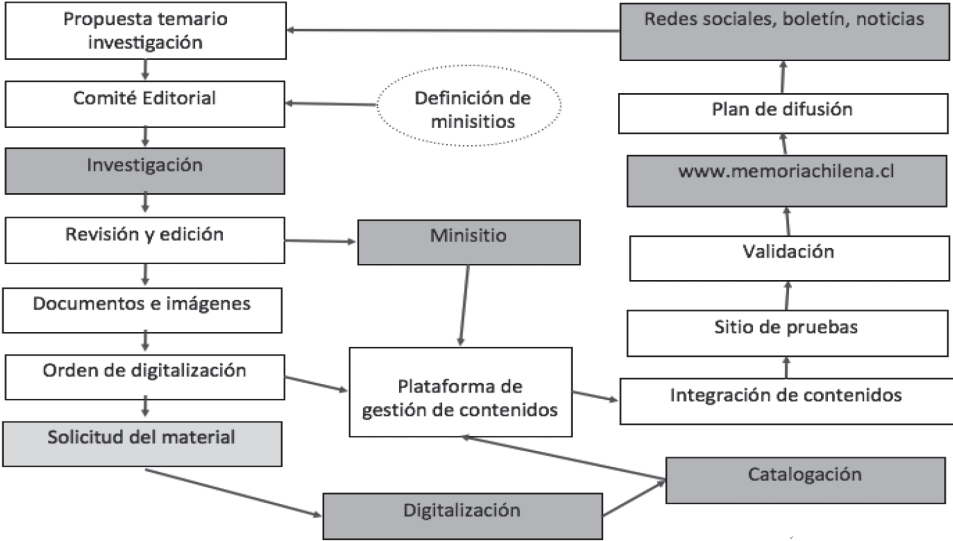 Propuesta temario
investigación
Comité Editorial
Definición de
minisitios
Investigación
Revisión y edición
Minisitio
Documentos e imágenes
Orden de digitalización
Plataforma de
gestión de contenidos
Solicitud del material
Digitalización
Catalogación
Integración de contenidos
Sitio de pruebas
Validación
www.memoriachilena.cl
Plan de difusión
Redes sociales, boletín, noticias